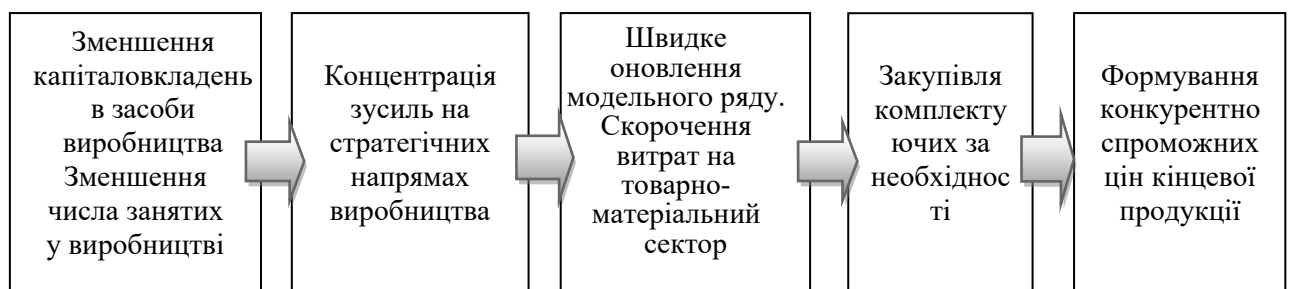 Зменшення
капіталовкладень
в засоби
виробництва
Зменшення
числа занятих
у виробництві
Концентрація
зусиль на
стратегічних
напрямах
виробництва
Швидке
оновлення
модельного ряду.
Скорочення
витрат на
товарно-
матеріальний
сектор
Закупівля
комплекту
ючих за
необхіднос
ті
Формування
конкурентно
спроможних
цін кінцевої
продукції